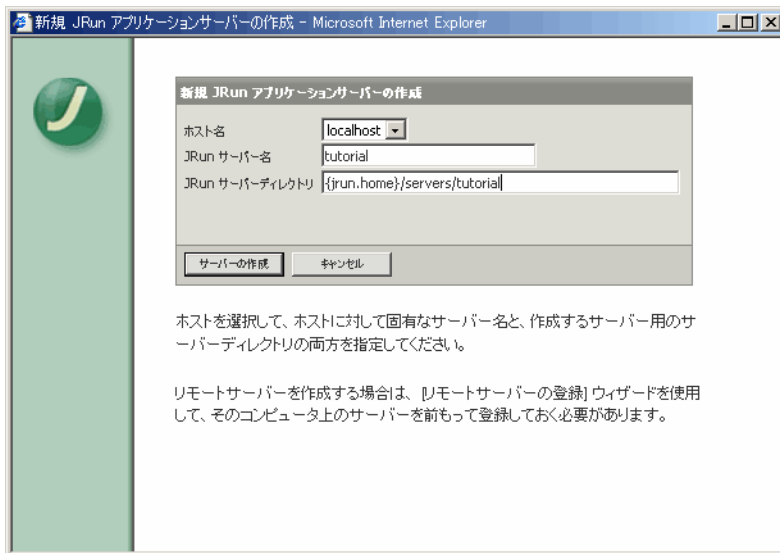 新規 JRun アプリケーションサーバーの作成 - Microsoft Internet Explorer
新規 JRun アプリケーションサーバーの作成
ホスト名 localhost
JRun サーバー名 tutorial
JRun サーバーディレクトリ {jrun.home}/servers/tutorial
サーバーの作成 キャンセル
ホストを選択して、ホストに対して固有なサーバー名と、作成するサーバー用のサ
ーバーディレクトリの両方を指定してください。
リモートサーバーを作成する場合は、[リモートサーバーの登録] ウィザードを使用
して、そのコンピュータ上のサーバーを前もって登録しておく必要があります。